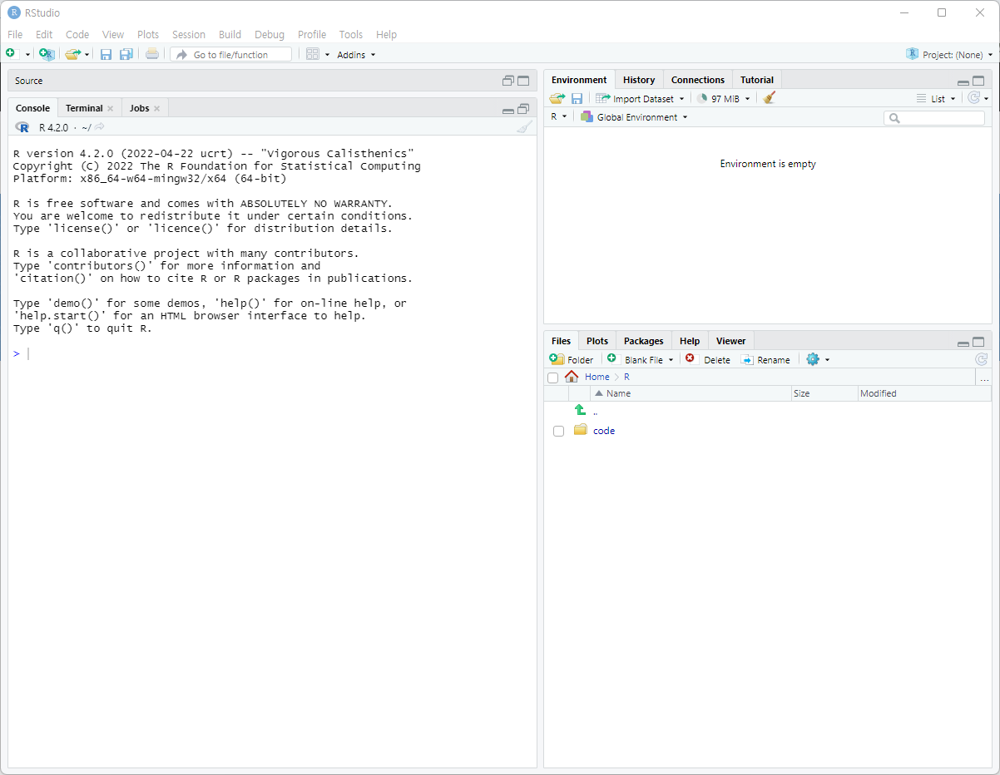 RStudio
File Edit Code View Plots Session Build Debug Profile Tools Help
Go to file/function Addins Project: (None)
Source
Console Terminal Jobs
R 4.2.0 · ~/
R version 4.2.0 (2022-04-22 ucrt) -- "Vigorous Calisthenics"
Copyright (C) 2022 The R Foundation for Statistical Computing
Platform: x86_64-w64-mingw32/x64 (64-bit)
R is free software and comes with ABSOLUTELY NO WARRANTY.
You are welcome to redistribute it under certain conditions.
Type 'license()' or 'licence()' for distribution details.
R is a collaborative project with many contributors.
Type 'contributors()' for more information and
'citation()' on how to cite R or R packages in publications.
Type 'demo()' for some demos, 'help()' for on-line help, or
'help.start()' for an HTML browser interface to help.
Type 'q()' to quit R.
>
Environment History Connections Tutorial
Import Dataset 97 MiB List
R Global Environment
Environment is empty
Files Plots Packages Help Viewer
Folder Blank File Delete Rename
Home R ...
Name Size Modified
..
code